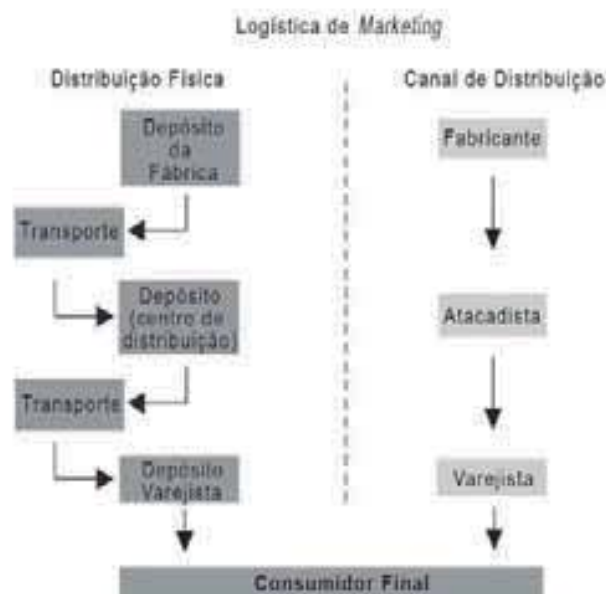 Logística de Marketing
Distribuição Física
Depósito
da
Fábrica
Transporte
Depósito
(centro de
distribuição)
Transporte
Depósito
Varejista
Canal de Distribuição
Fabricante
Atacadista
Varejista
Consumidor Final